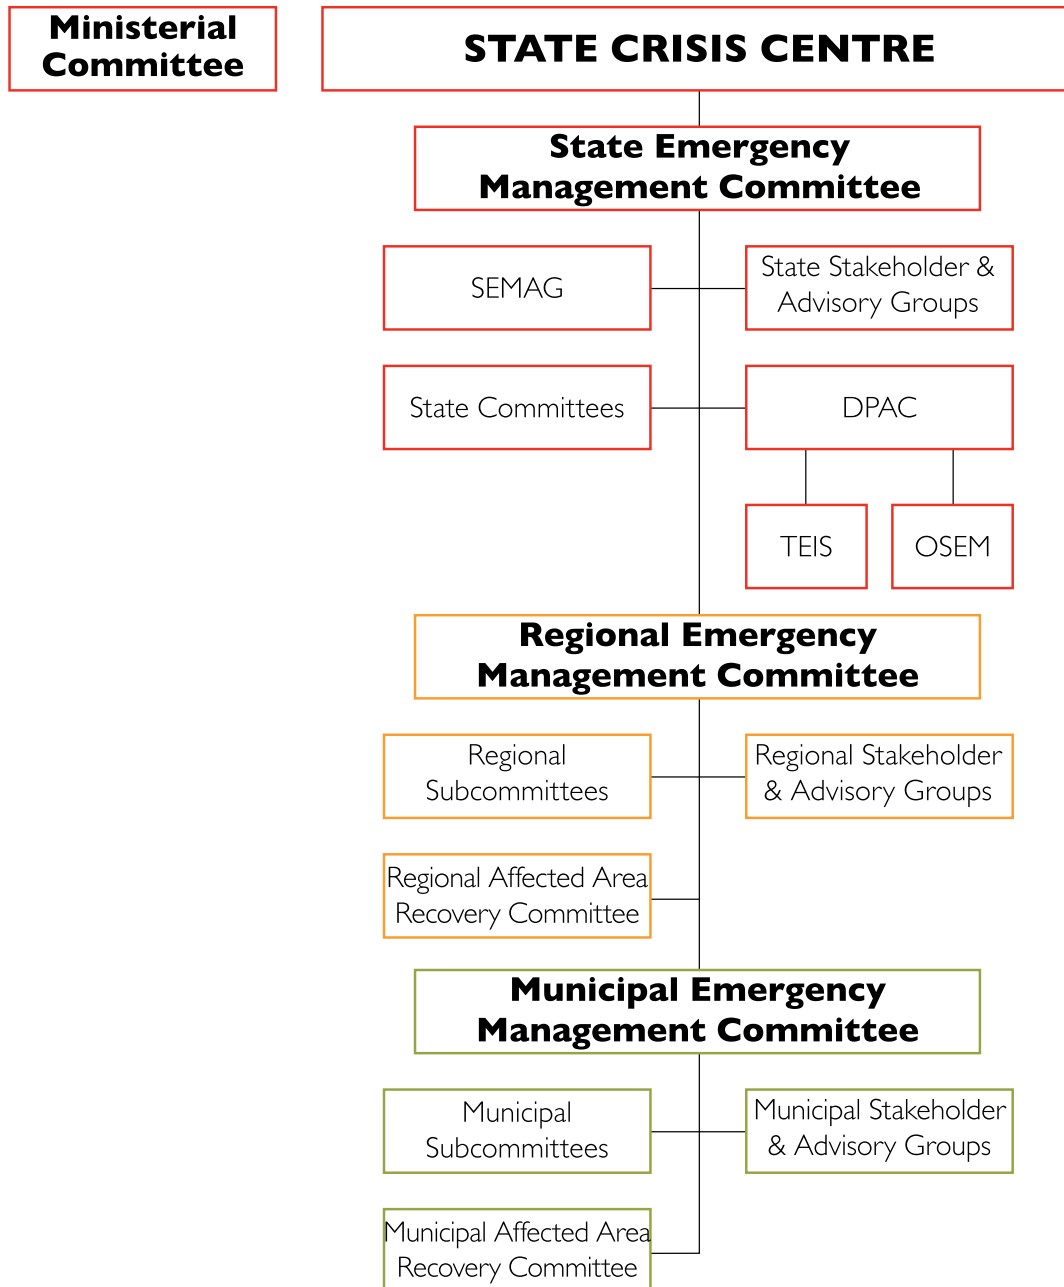 Ministerial
Committee
STATE CRISIS CENTRE
State Emergency
Management Committee
SEMAG
State Stakeholder &
Advisory Groups
State Committees
DPAC
TEIS
OSEM
Regional Emergency
Management Committee
Regional
Subcommittees
Regional Stakeholder
& Advisory Groups
Regional Affected Area
Recovery Committee
Municipal Emergency
Management Committee
Municipal
Subcommittees
Municipal Stakeholder
& Advisory Groups
Municipal Affected Area
Recovery Committee